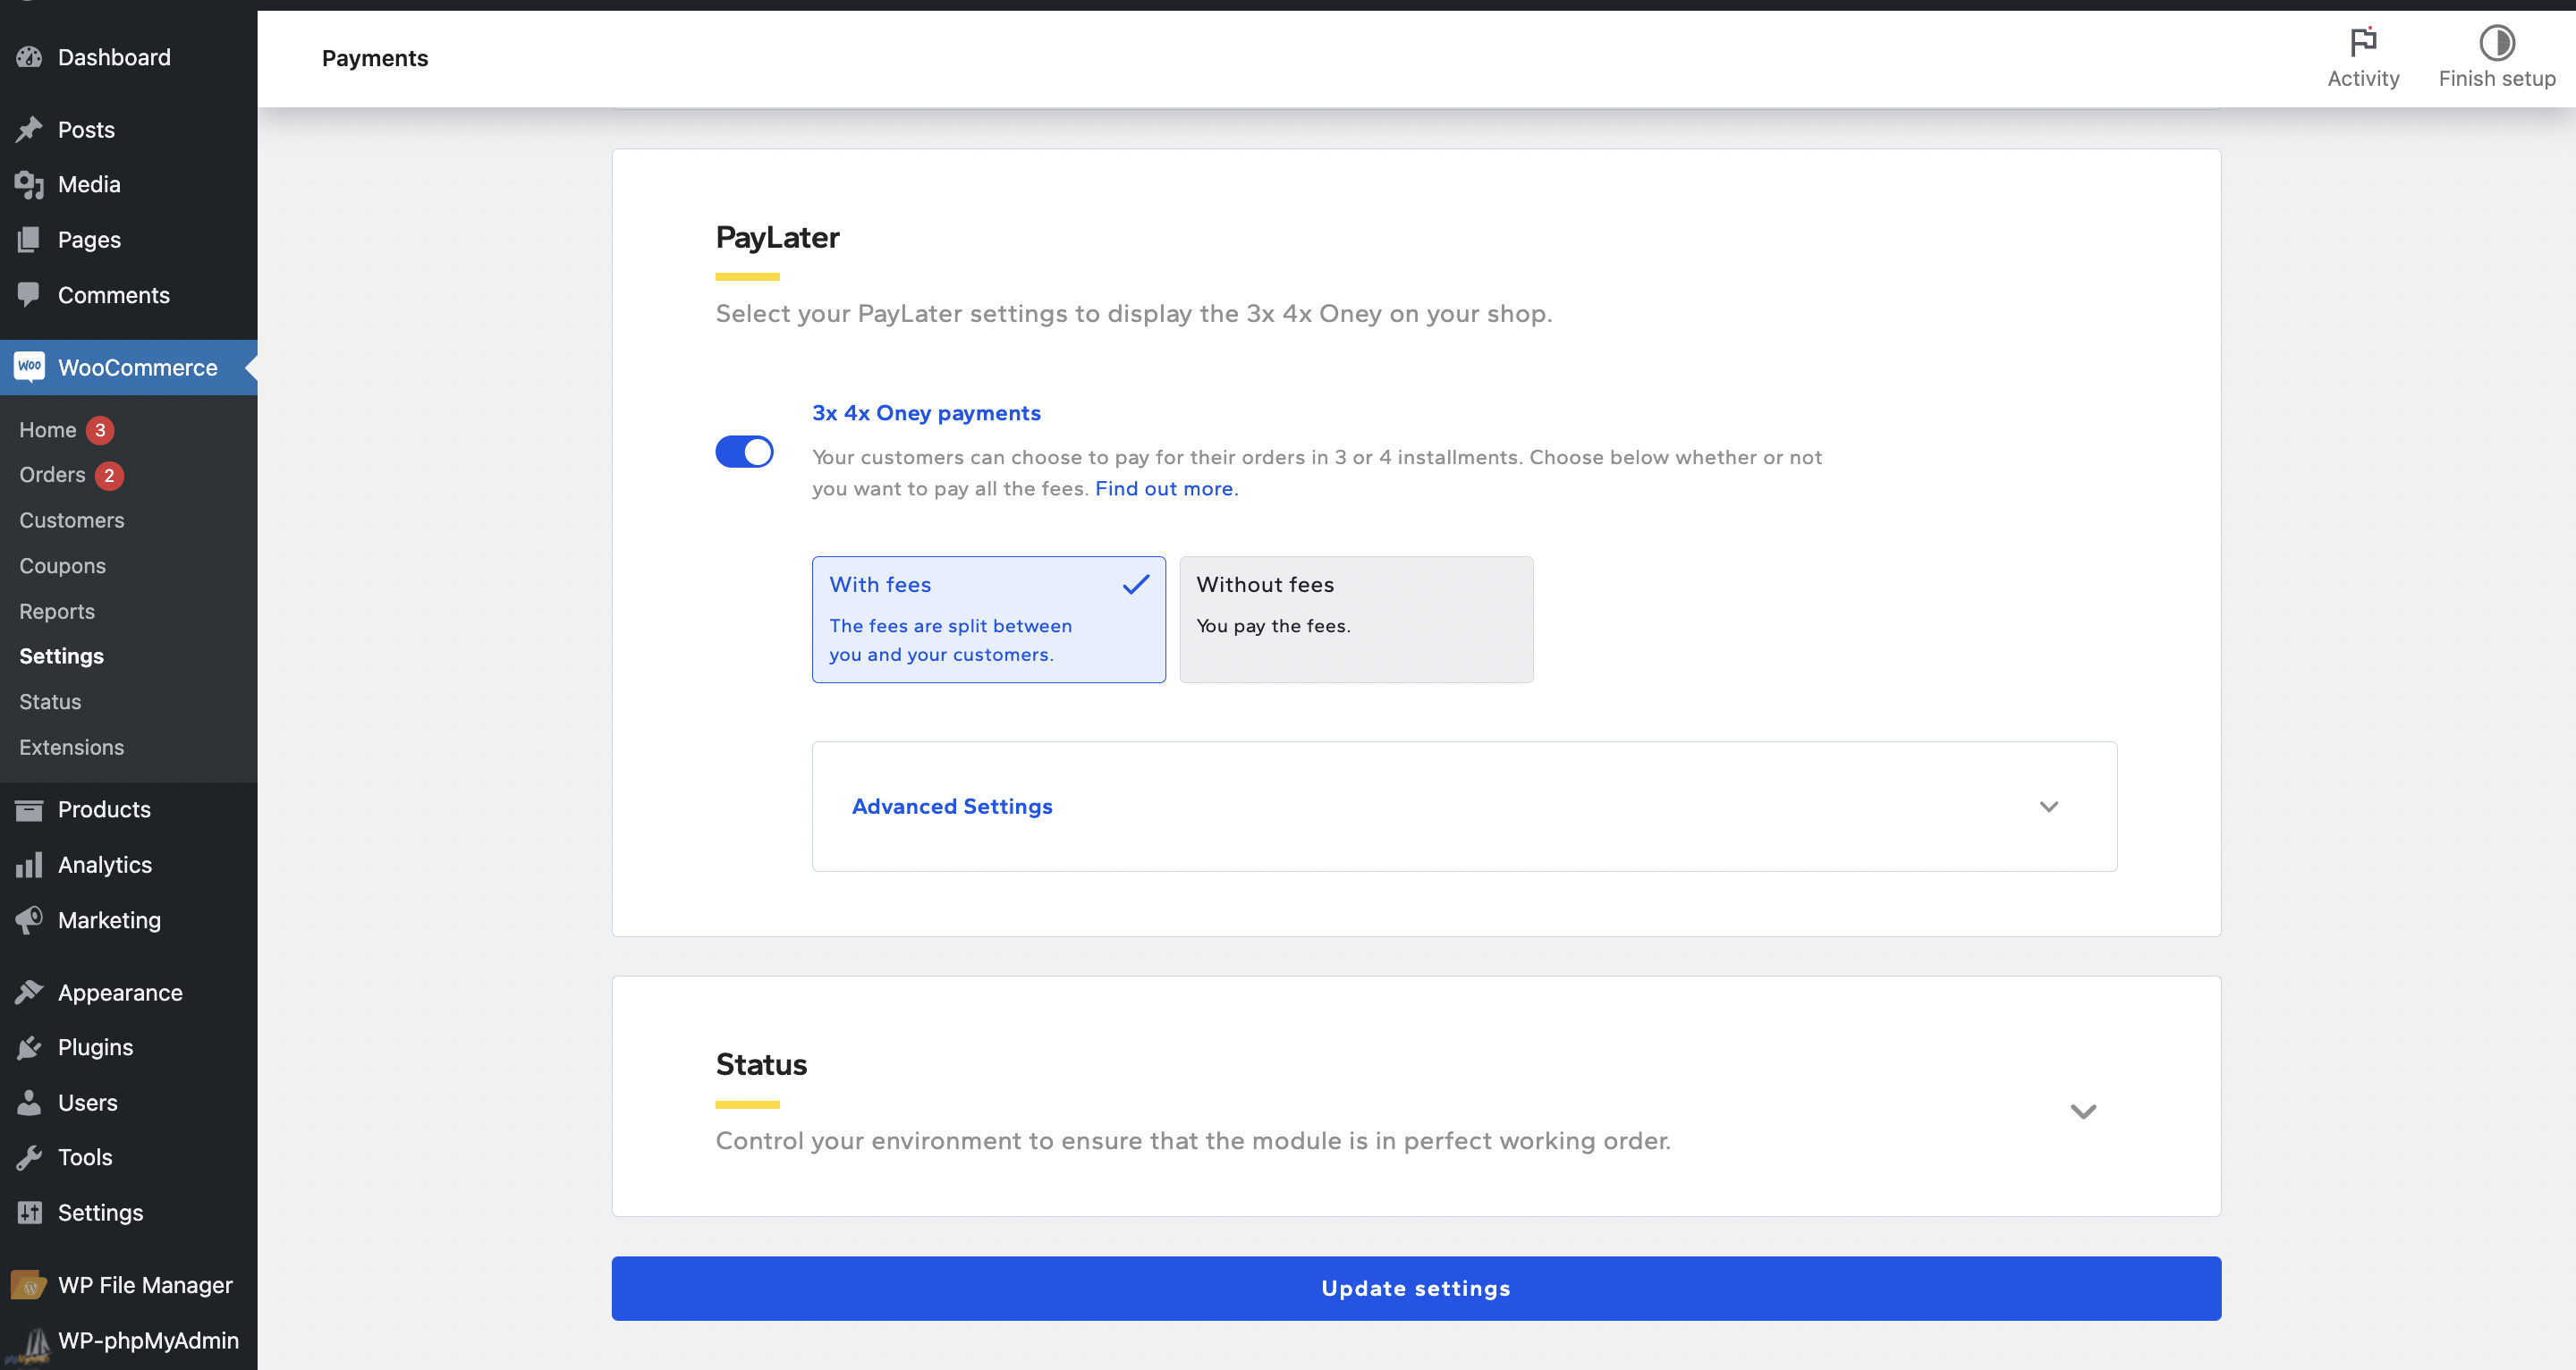 Dashboard
Posts
Media
Pages
Comments
Woo WooCommerce
Home 3
Orders 2
Customers
Coupons
Reports
Settings
Status
Extensions
Products
Analytics
Marketing
Appearance
Plugins
Users
Tools
Settings
WP File Manager
WP-phpMyAdmin
Payments
Activity
Finish setup
PayLater
Select your PayLater settings to display the 3x 4x Oney on your shop.
3x 4x Oney payments
Your customers can choose to pay for their orders in 3 or 4 installments. Choose below whether or not
you want to pay all the fees. Find out more.
With fees
The fees are split between
you and your customers.
Without fees
You pay the fees.
Advanced Settings
Status
Control your environment to ensure that the module is in perfect working order.
Update settings